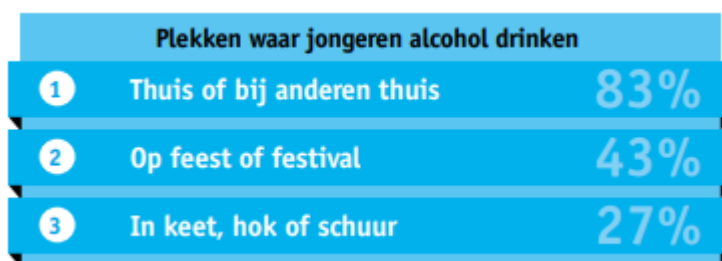 Plekken waar jongeren alcohol drinken
1 Thuis of bij anderen thuis 83%
2 Op feest of festival 43%
3 In keet, hok of schuur 27%